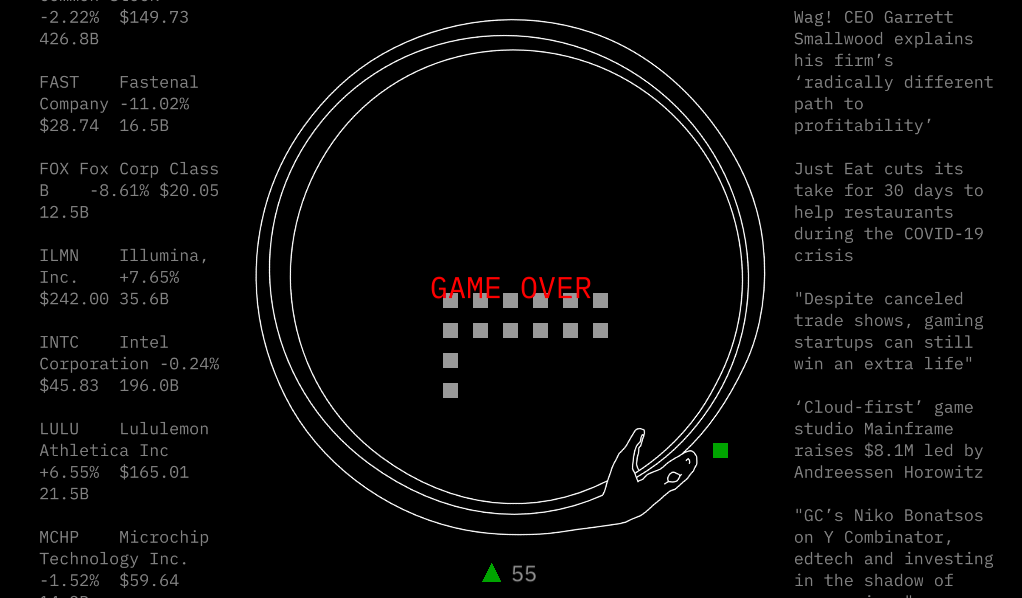 -2.22% $149.73
426.8B
FAST Fastenal
Company -11.02%
$28.74 16.5B
FOX Fox Corp Class
B -8.61% $20.05
12.5B
ILMN Illumina,
Inc. +7.65%
$242.00 35.6B
INTC Intel
Corporation -0.24%
$45.83 196.0B
LULU Lululemon
Athletica Inc
+6.55% $165.01
21.5B
MCHP Microchip
Technology Inc.
-1.52% $59.64
GAME OVER
55
Wag! CEO Garrett
Smallwood explains
his firm’s
‘radically different
path to
profitability’
Just Eat cuts its
take for 30 days to
help restaurants
during the COVID-19
crisis
"Despite canceled
trade shows, gaming
startups can still
win an extra life"
‘Cloud-first’ game
studio Mainframe
raises $8.1M led by
Andreessen Horowitz
"GC’s Niko Bonatsos
on Y Combinator,
edtech and investing
in the shadow of